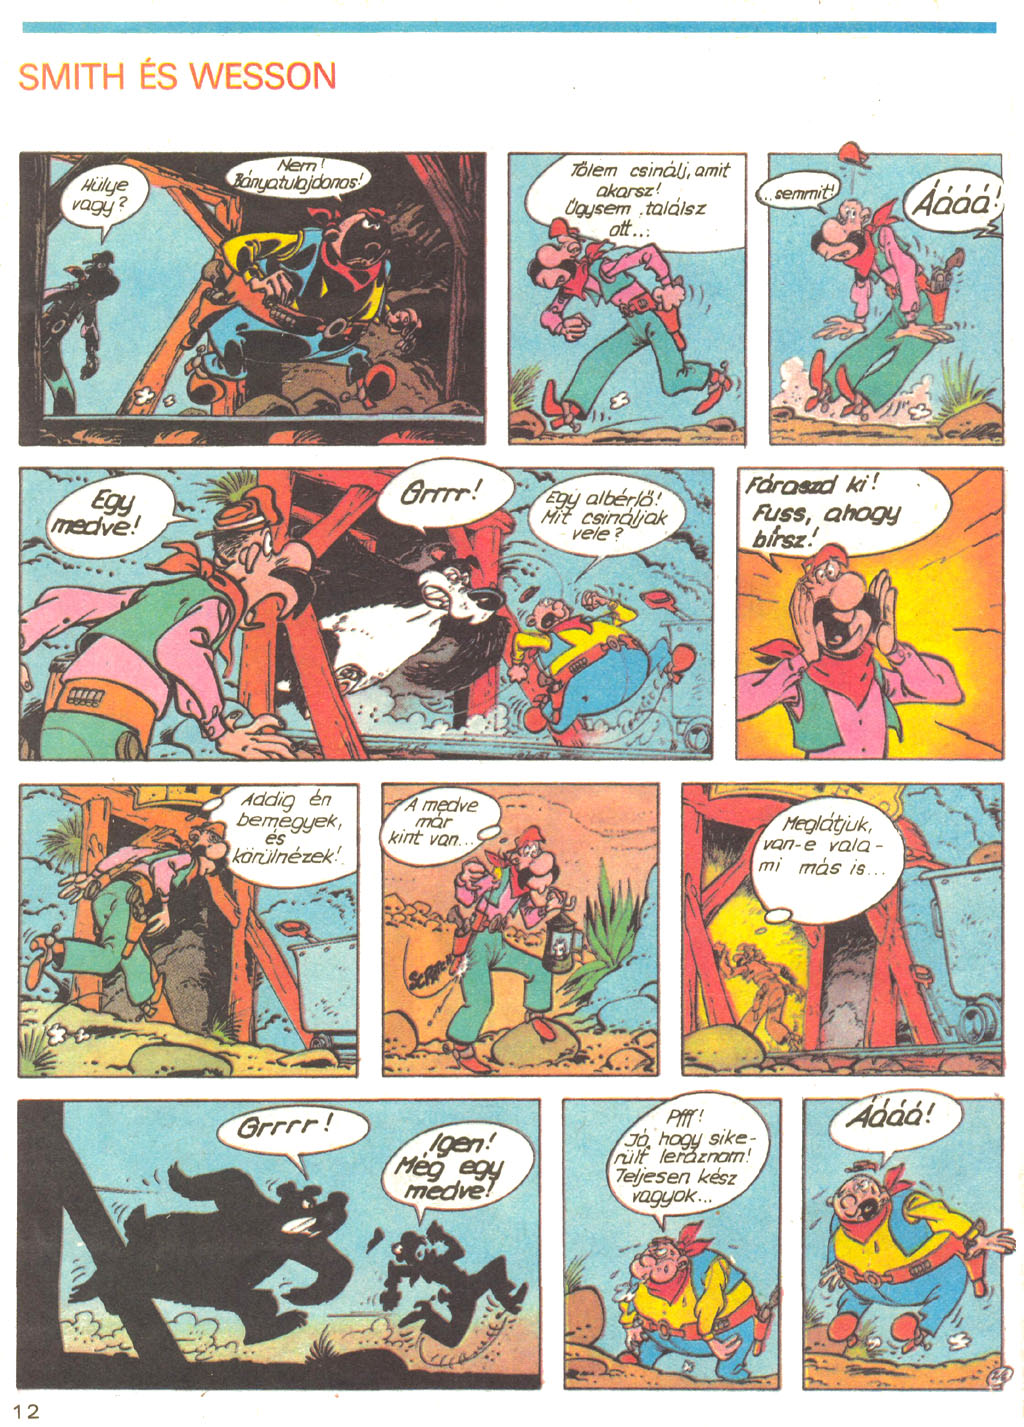 SMITH ÉS WESSON
Hülye
vagy?
Nem!
Bányatulajdonos!
Tőlem csinálj, amit
akarsz!
Úgysem találsz
ott...
...semmit!
Áááá!
Egy
medve!
Grrrr!
Egy albérlő!
Mit csináljak
vele?
Fáraszd ki!
Fuss, ahogy
bírsz!
Addig én
bemegyek,
és
körülnézek!
A medve
már
kint van...
SCRATCH
Meglátjuk,
van-e vala-
mi más is...
Grrrr!
Igen!
Még egy
medve!
Pfff!
Jó, hogy sike-
rült leráznom!
Teljesen kész
vagyok...
Áááá!
12